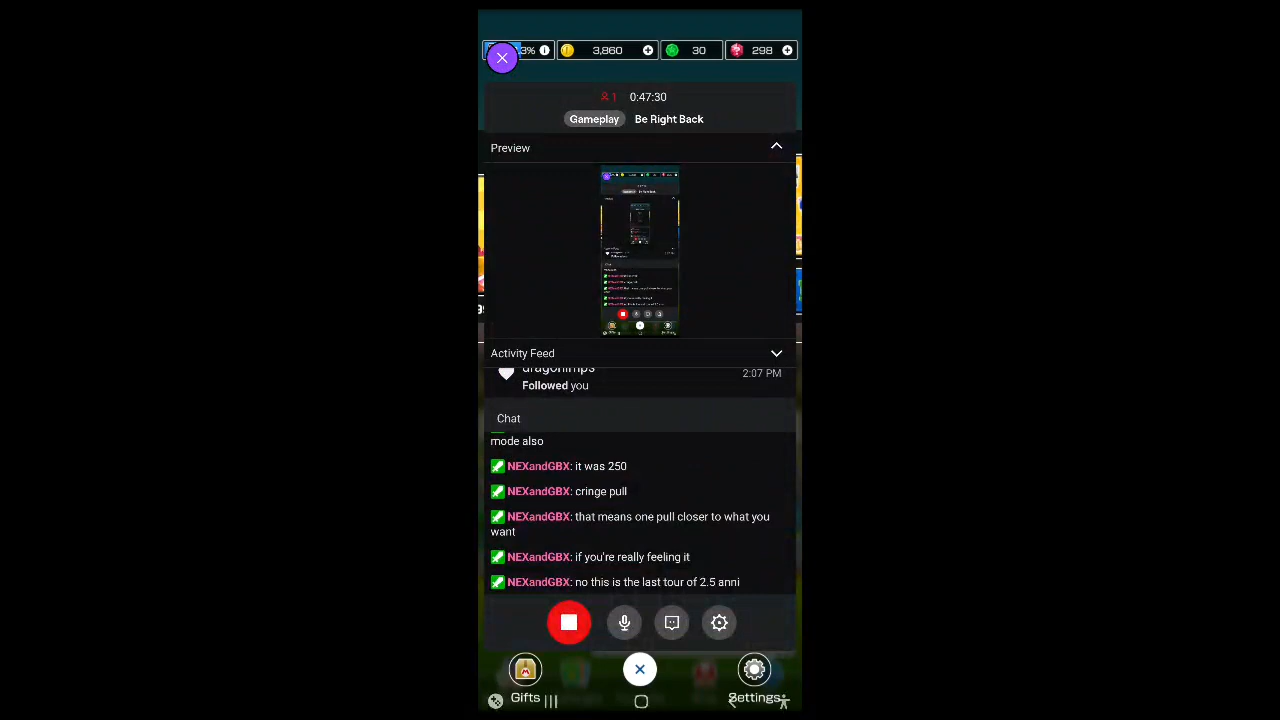 3%
3,860
30
298
1 0:47:30
Gameplay Be Right Back
Preview
Activity Feed
dragonimps
2:07 PM
Followed you
Chat
mode also
NEXandGBX: it was 250
NEXandGBX: cringe pull
NEXandGBX: that means one pull closer to what you
want
NEXandGBX: if you're really feeling it
NEXandGBX: no this is the last tour of 2.5 anni
Gifts
Settings